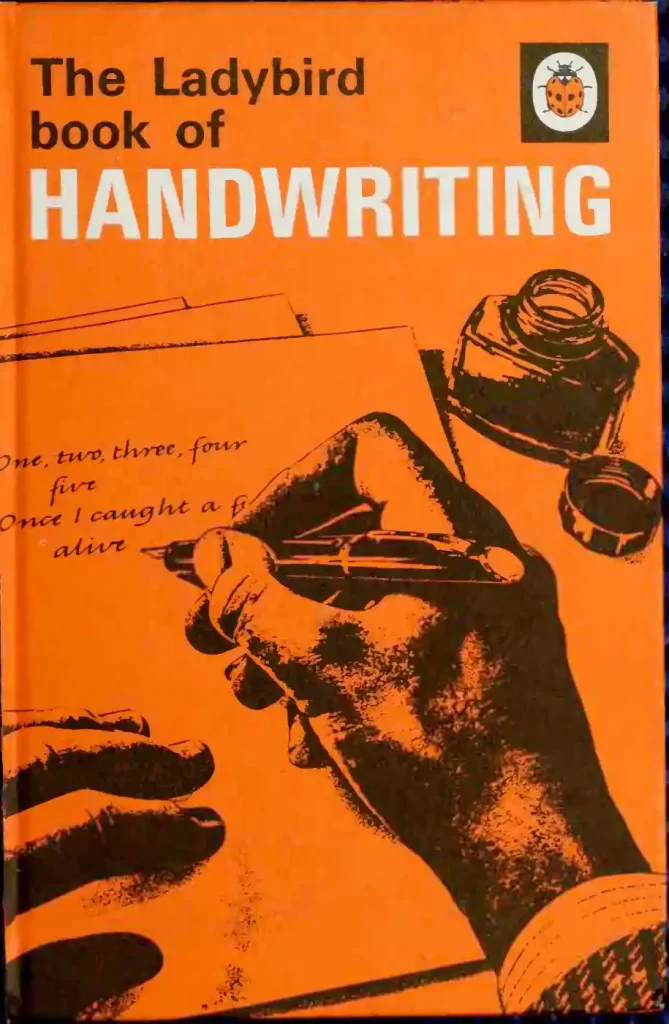 The Ladybird
book of
HANDWRITING
One, two, three, four
five
Once I caught a
alive